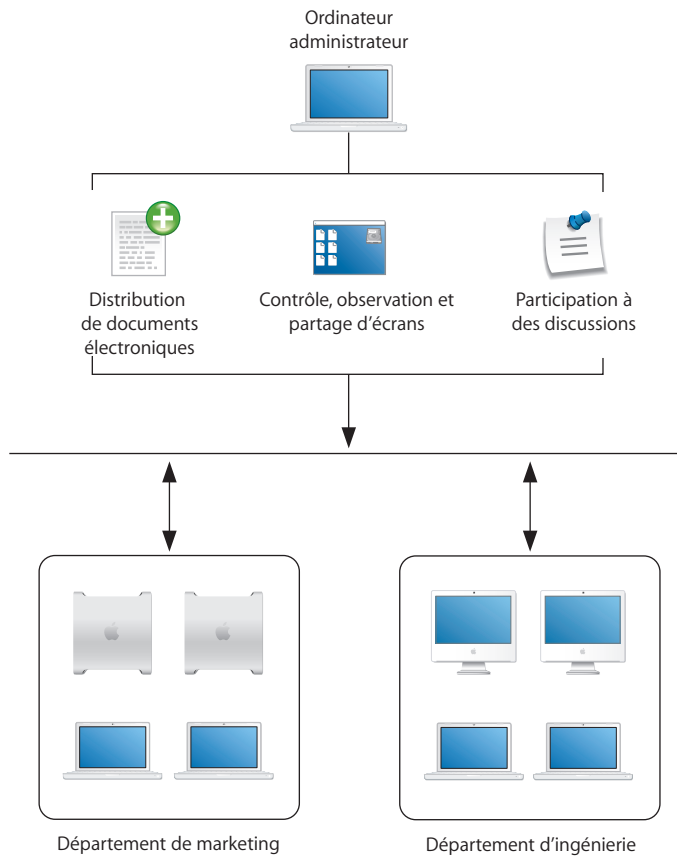 Ordinateur
administrateur
Distribution
de documents
électroniques
Contrôle, observation et
partage d’écrans
Participation à
des discussions
Département de marketing
Département d’ingénierie